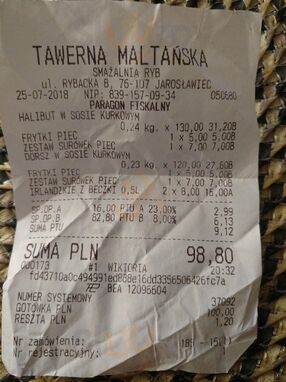 TAWERNA MALTAŃSKA
SMAŻALNIA RYB
ul. RYBACKA 8, 76-107 JAROSŁAWIEC
25-07-2018 NIP: 839-157-09-34 050680
PARAGON FISKALNY
HALIBUT W SOSIE KURKOWYM
0,24 kg. x 130,00 31,20B
FRYTKI PIEC 1 x 5,00 5,00B
ZESTAW SURÓWEK PIEC 1 x 7,00 7,00B
DORSZ W SOSIE KURKOWYM
0,23 kg. x 120,00 27,60B
FRYTKI PIEC 1 x 5,00 5,00B
ZESTAW SURÓWEK PIEC 1 x 7,00 7,00B
IRLANDZKIE Z BECZKI 0,5L 2 x 8,00 16,00A
SP.OP.A 16,00 PTU A 23,00% 2,99
SP.OP.B 82,80 PTU B 8,00% 6,13
SUMA PTU 9,12
SUMA PLN 98,80
000173 #1 WIKTORIA 20:32
BEA 12096604
NUMER SYSTEMOWY 37092
GOTÓWKA PLN 100,00
RESZTA PLN 1,20
Nr zamówienia:
Nr rejestracyjny: 1